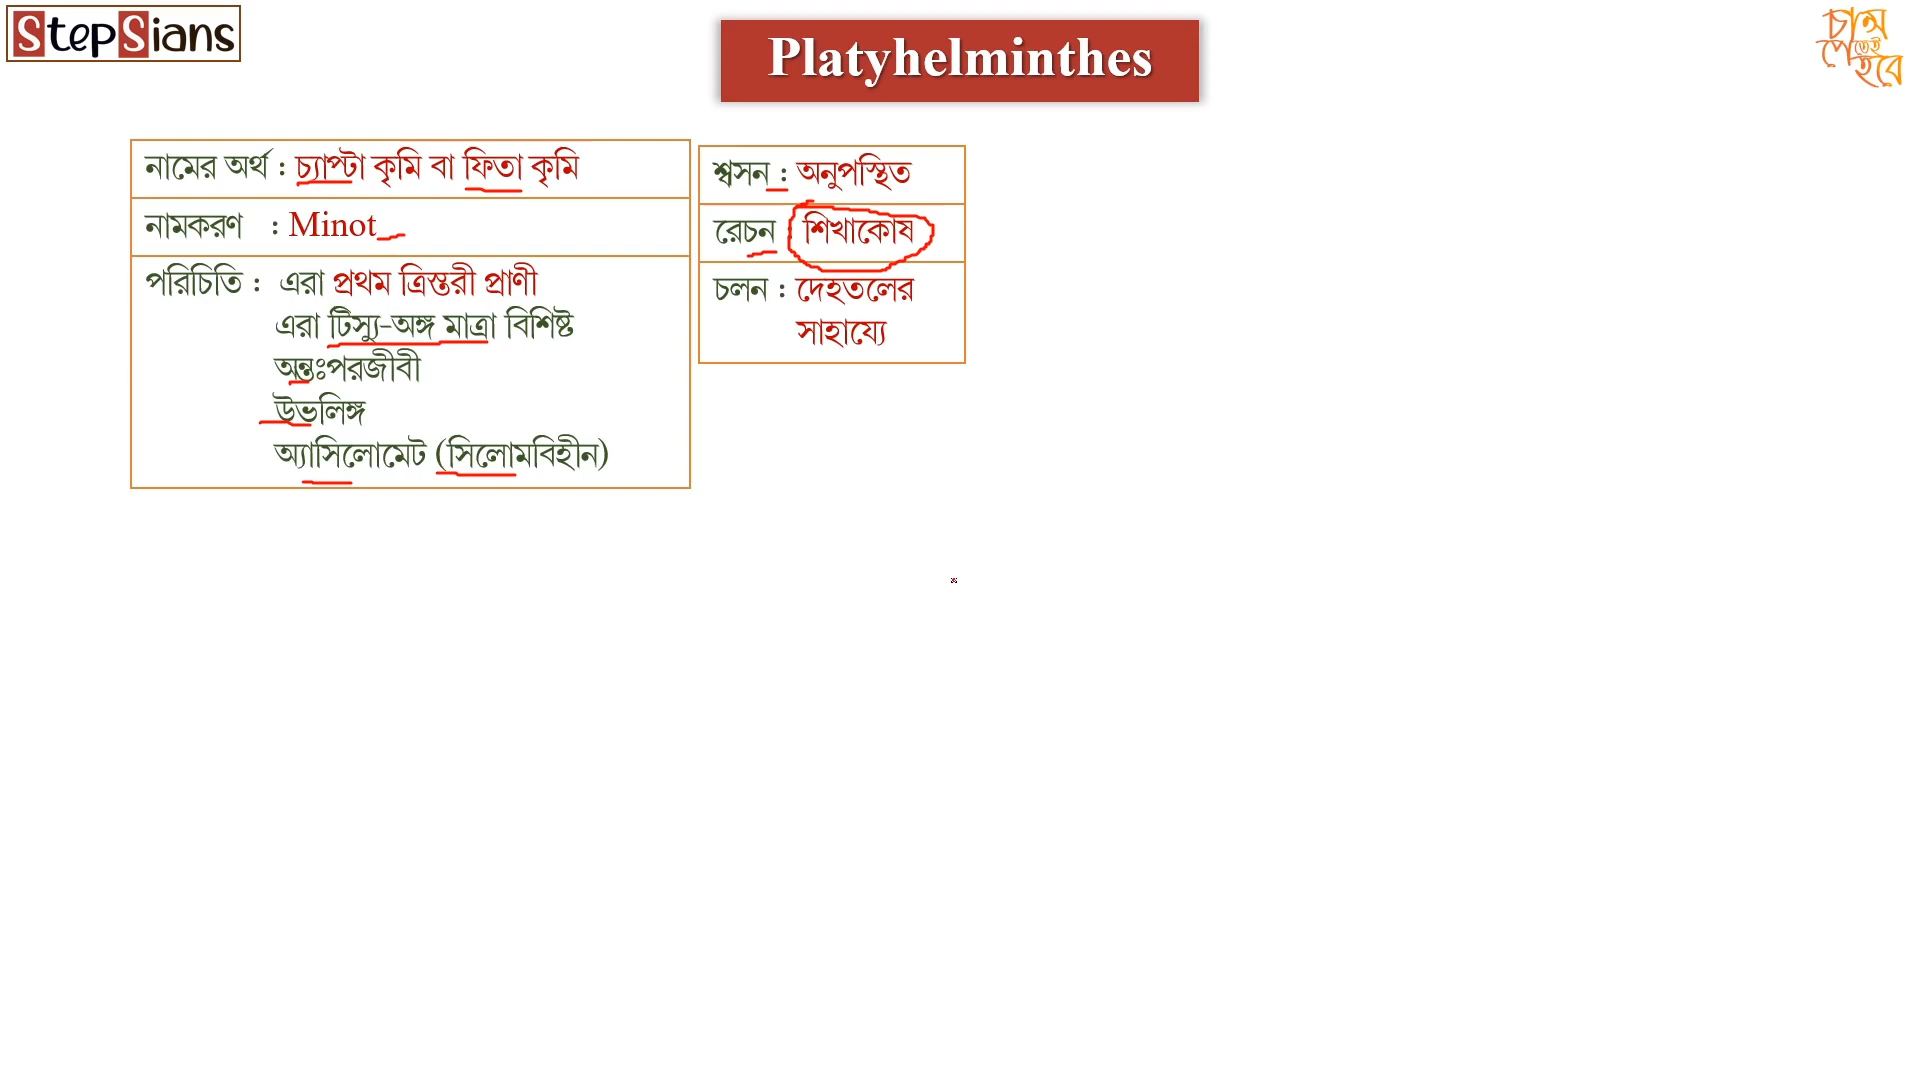 StepSians
Platyhelminthes
চান্স
পেতেই
হবে
নামের অর্থ : চ্যাপ্টা কৃমি বা ফিতা কৃমি
নামকরণ : Minot
পরিচিতি : এরা প্রথম ত্রিস্তরী প্রাণী
এরা টিস্যু-অঙ্গ মাত্রা বিশিষ্ট
অন্তঃপরজীবী
উভলিঙ্গ
অ্যাসিলোমেট (সিলোমবিহীন)
শ্বসন : অনুপস্থিত
রেচন শিখাকোষ
চলন : দেহতলের
সাহায্যে